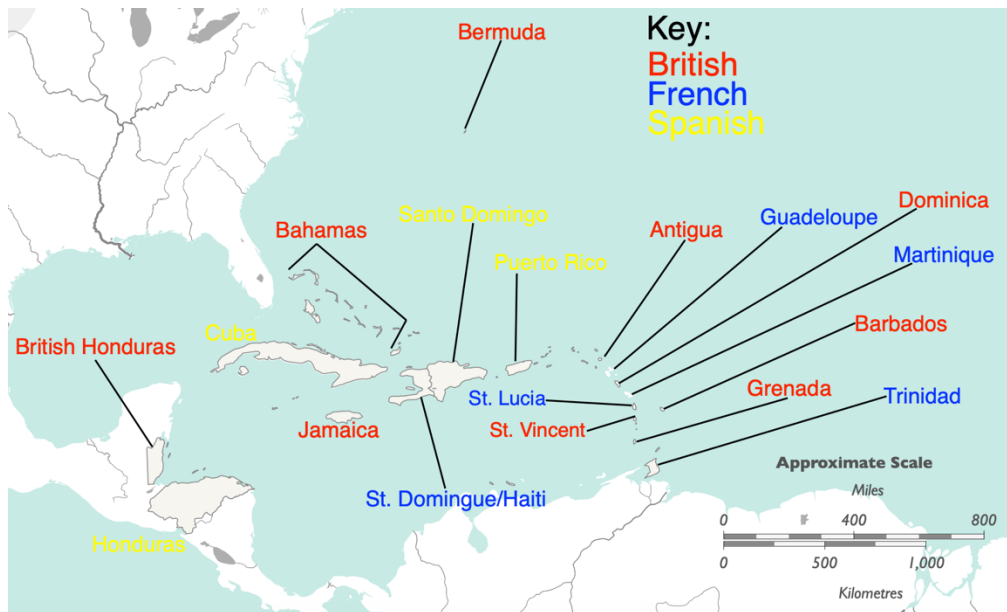 Bermuda
Key:
British
French
Spanish
Dominica
Santo Domingo
Guadeloupe
Bahamas
Antigua
Martinique
Puerto Rico
Cuba
Barbados
British Honduras
Grenada
St. Lucia
Trinidad
Jamaica
St. Vincent
Approximate Scale
Miles
St. Domingue/Haiti
0 400 800
Honduras
0 500 1,000
Kilometres